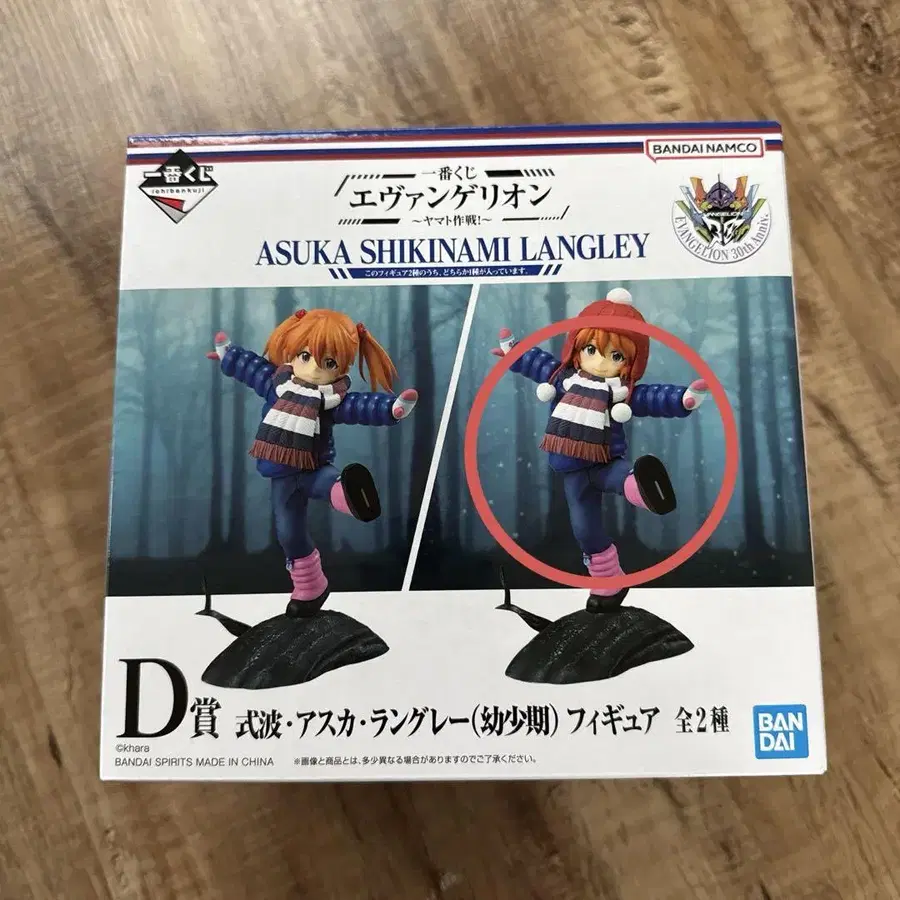 一番くじ
ichibankuji
BANDAI NAMCO
一番くじ
エヴァンゲリオン
~ヤマト作戦!~
EVANGELION
EVANGELION 30th Anniv.
ASUKA SHIKINAMI LANGLEY
このフィギュア2種のうち、どちらか1種が入っています。
D賞 式波・アスカ・ラングレー(幼少期) フィギュア 全2種
©khara
BANDAI SPIRITS MADE IN CHINA
※画像と商品とは、多少異なる場合がありますのでご了承ください。
BAN
DAI